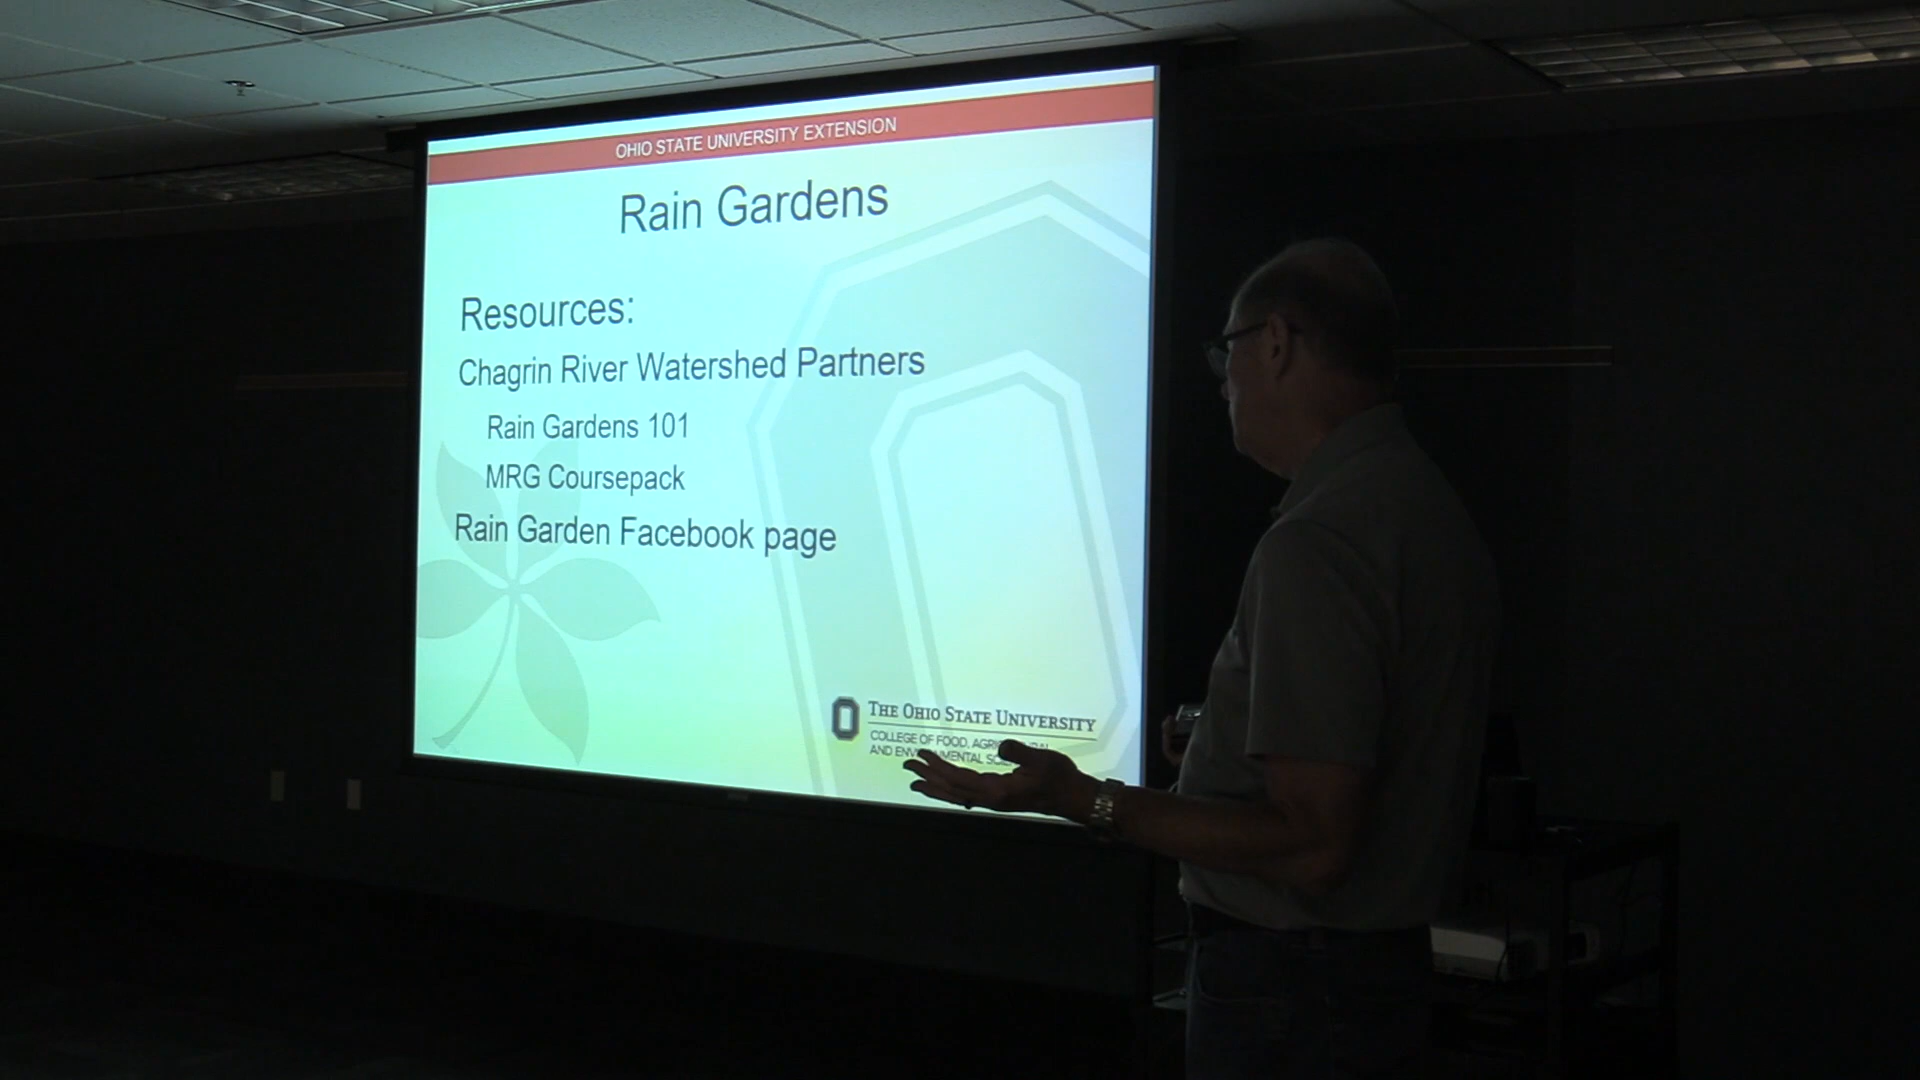 OHIO STATE UNIVERSITY EXTENSION
Rain Gardens
Resources:
Chagrin River Watershed Partners
Rain Gardens 101
MRG Coursepack
Rain Garden Facebook page
THE OHIO STATE UNIVERSITY
COLLEGE OF FOOD,
AND